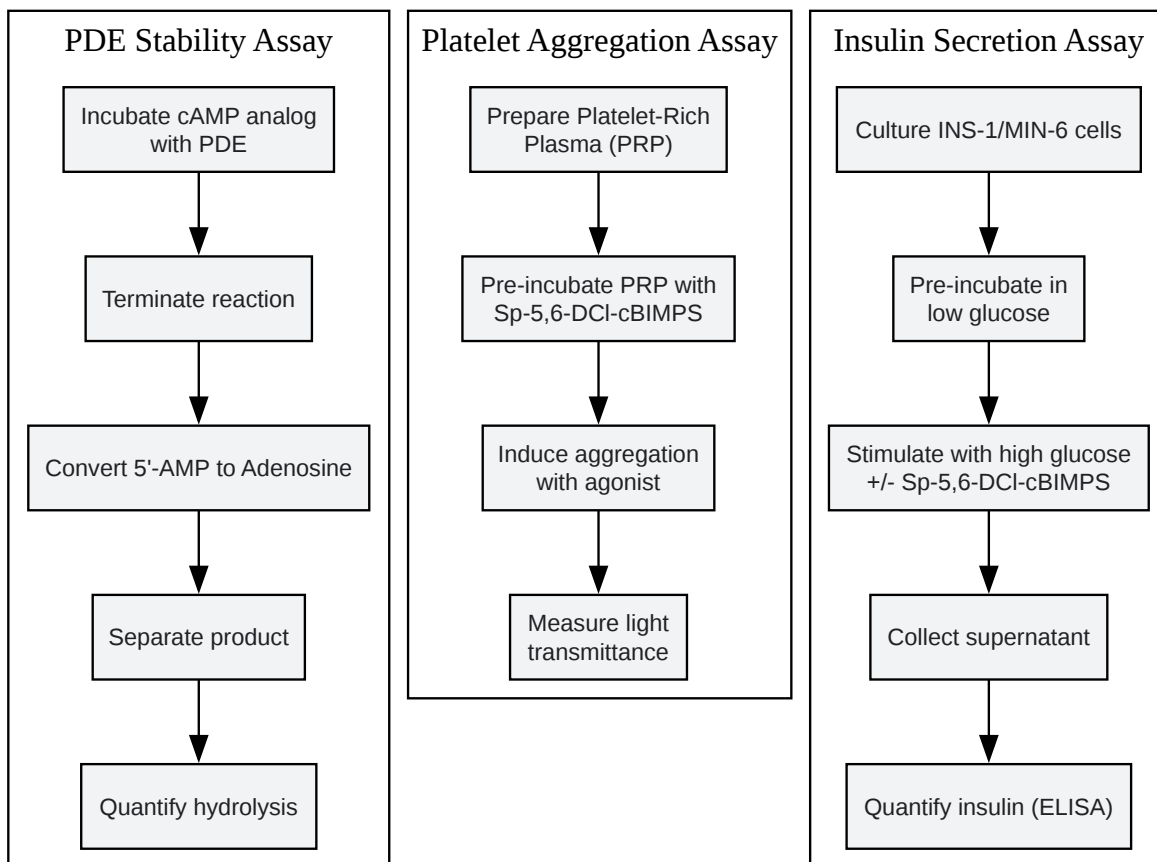 PDE Stability Assay
Incubate cAMP analog
with PDE
Terminate reaction
Convert 5'-AMP to Adenosine
Separate product
Quantify hydrolysis
Platelet Aggregation Assay
Prepare Platelet-Rich
Plasma (PRP)
Pre-incubate PRP with
Sp-5,6-DCl-cBIMPS
Induce aggregation
with agonist
Measure light
transmittance
Insulin Secretion Assay
Culture INS-1/MIN-6 cells
Pre-incubate in
low glucose
Stimulate with high glucose
+/- Sp-5,6-DCl-cBIMPS
Collect supernatant
Quantify insulin (ELISA)